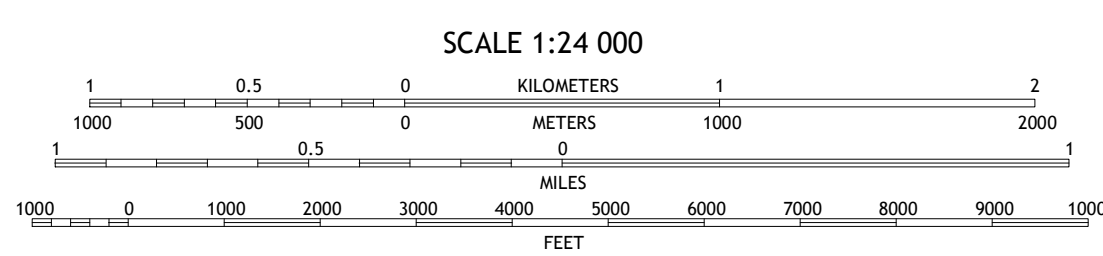 SCALE 1:24 000
1 0.5 0 KILOMETERS 1 2
1000 500 0 METERS 1000 2000
1 0.5 0 1
MILES
1000 0 1000 2000 3000 4000 5000 6000 7000 8000 9000 1000
FEET